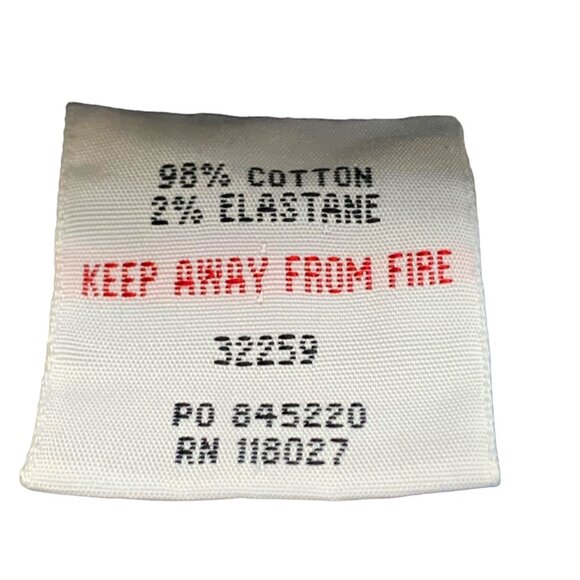 98% COTTON
2% ELASTANE
KEEP AWAY FROM FIRE
32259
PO 845220
RN 118027